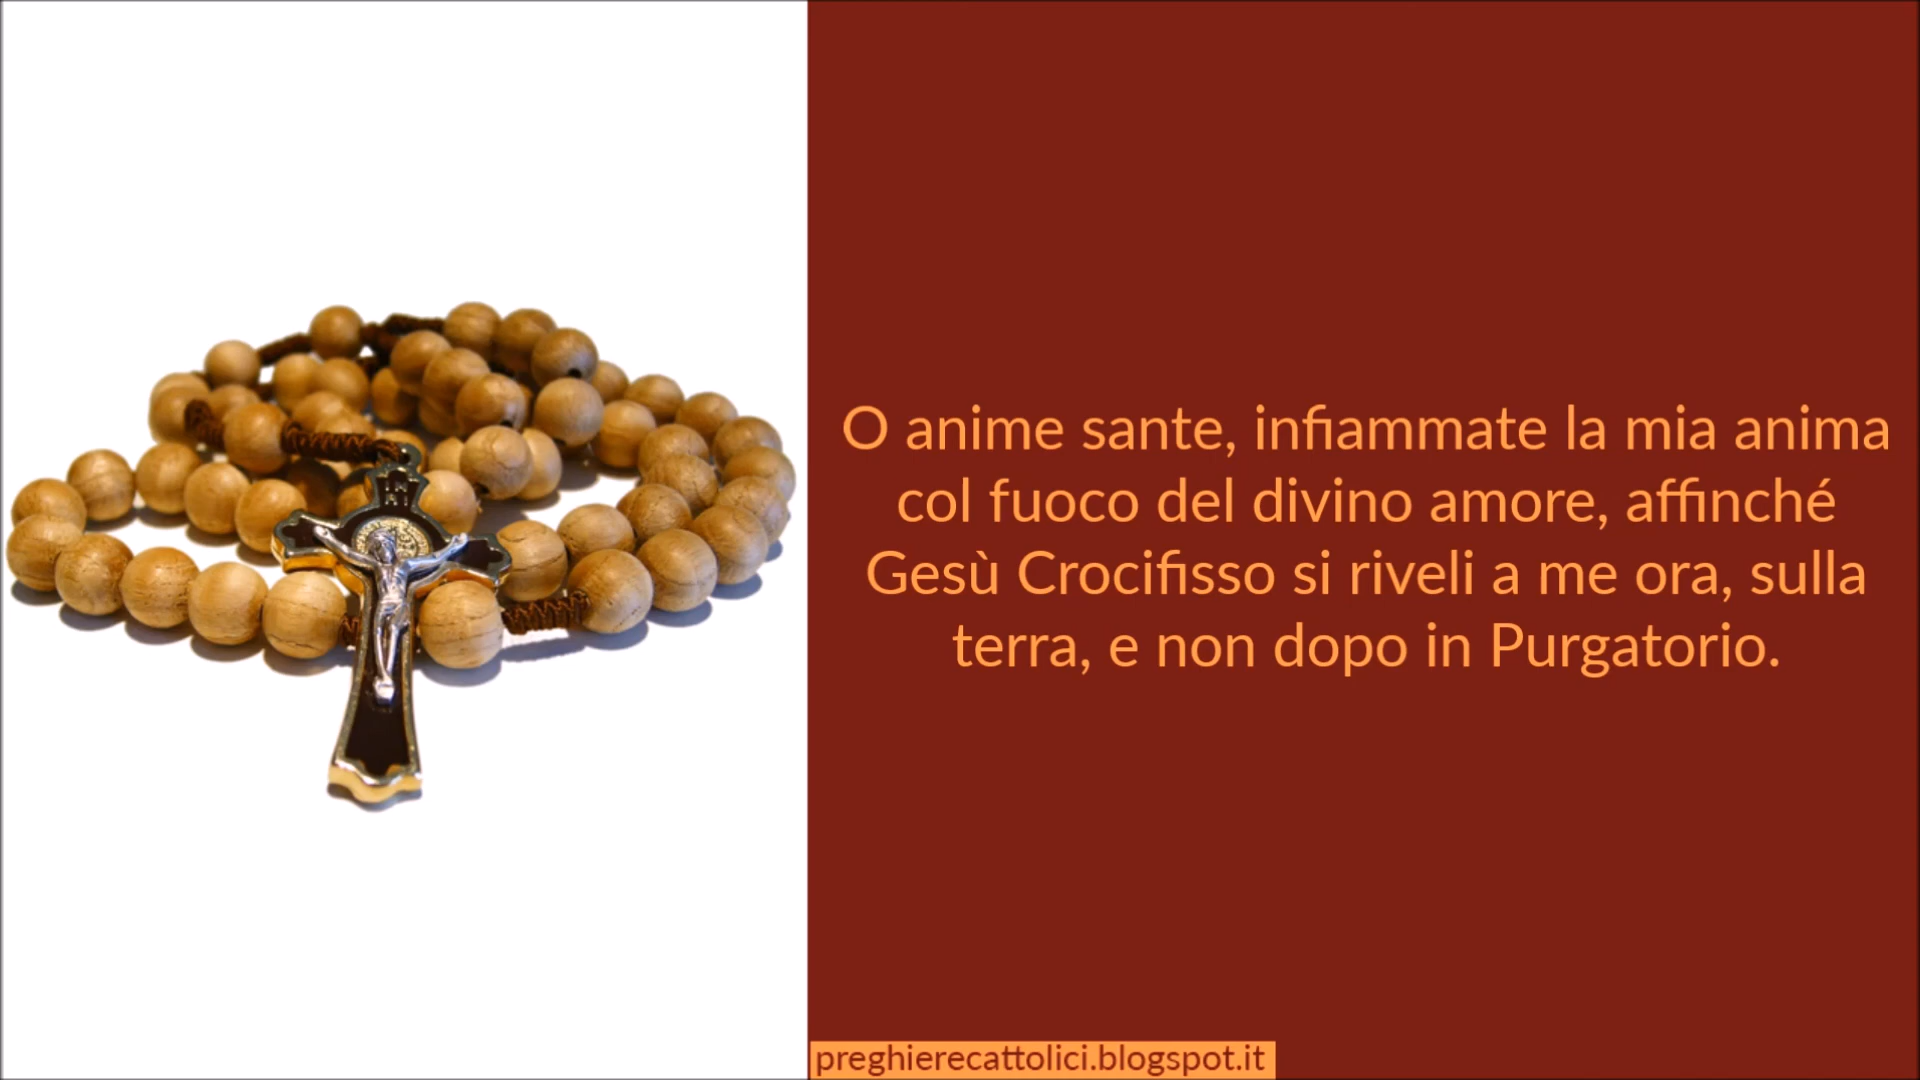 O anime sante, infiammate la mia anima
col fuoco del divino amore, affinché
Gesù Crocifisso si riveli a me ora, sulla
terra, e non dopo in Purgatorio.
preghierecattolici.blogspot.it